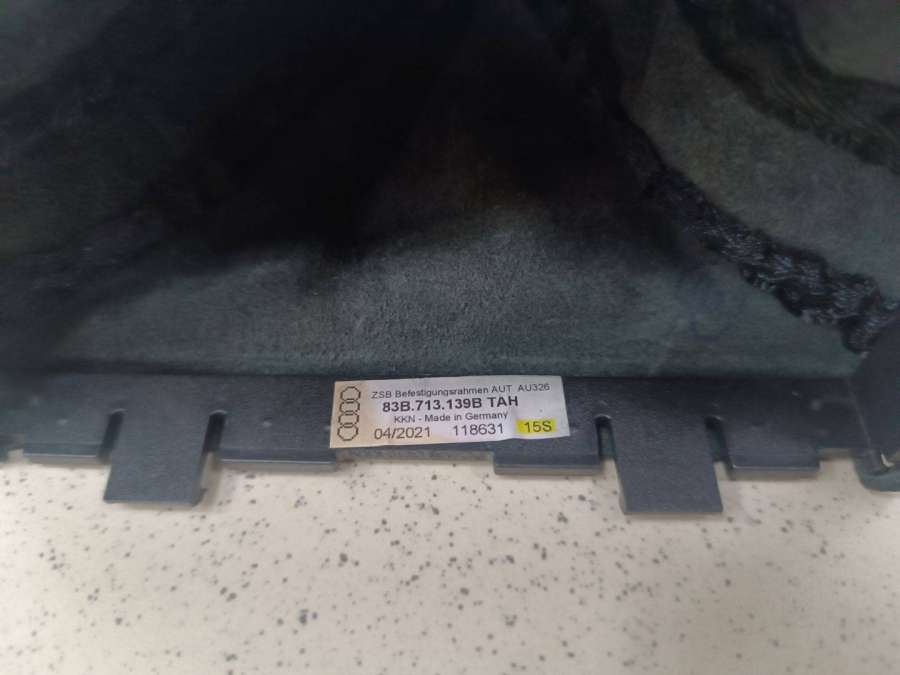 ZSB Befestigungsrahmen AUT AU326
83B.713.139B TAH
KKN - Made in Germany
04/2021 118631 15S